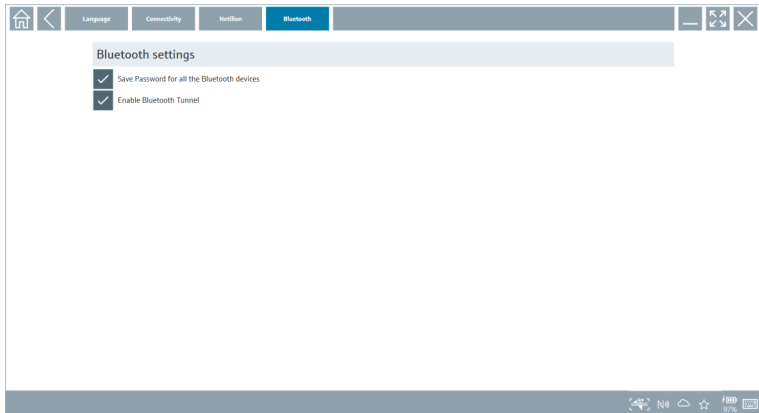 Language Connectivity Netilion Bluetooth
Bluetooth settings
Save Password for all the Bluetooth devices
Enable Bluetooth Tunnel
97%